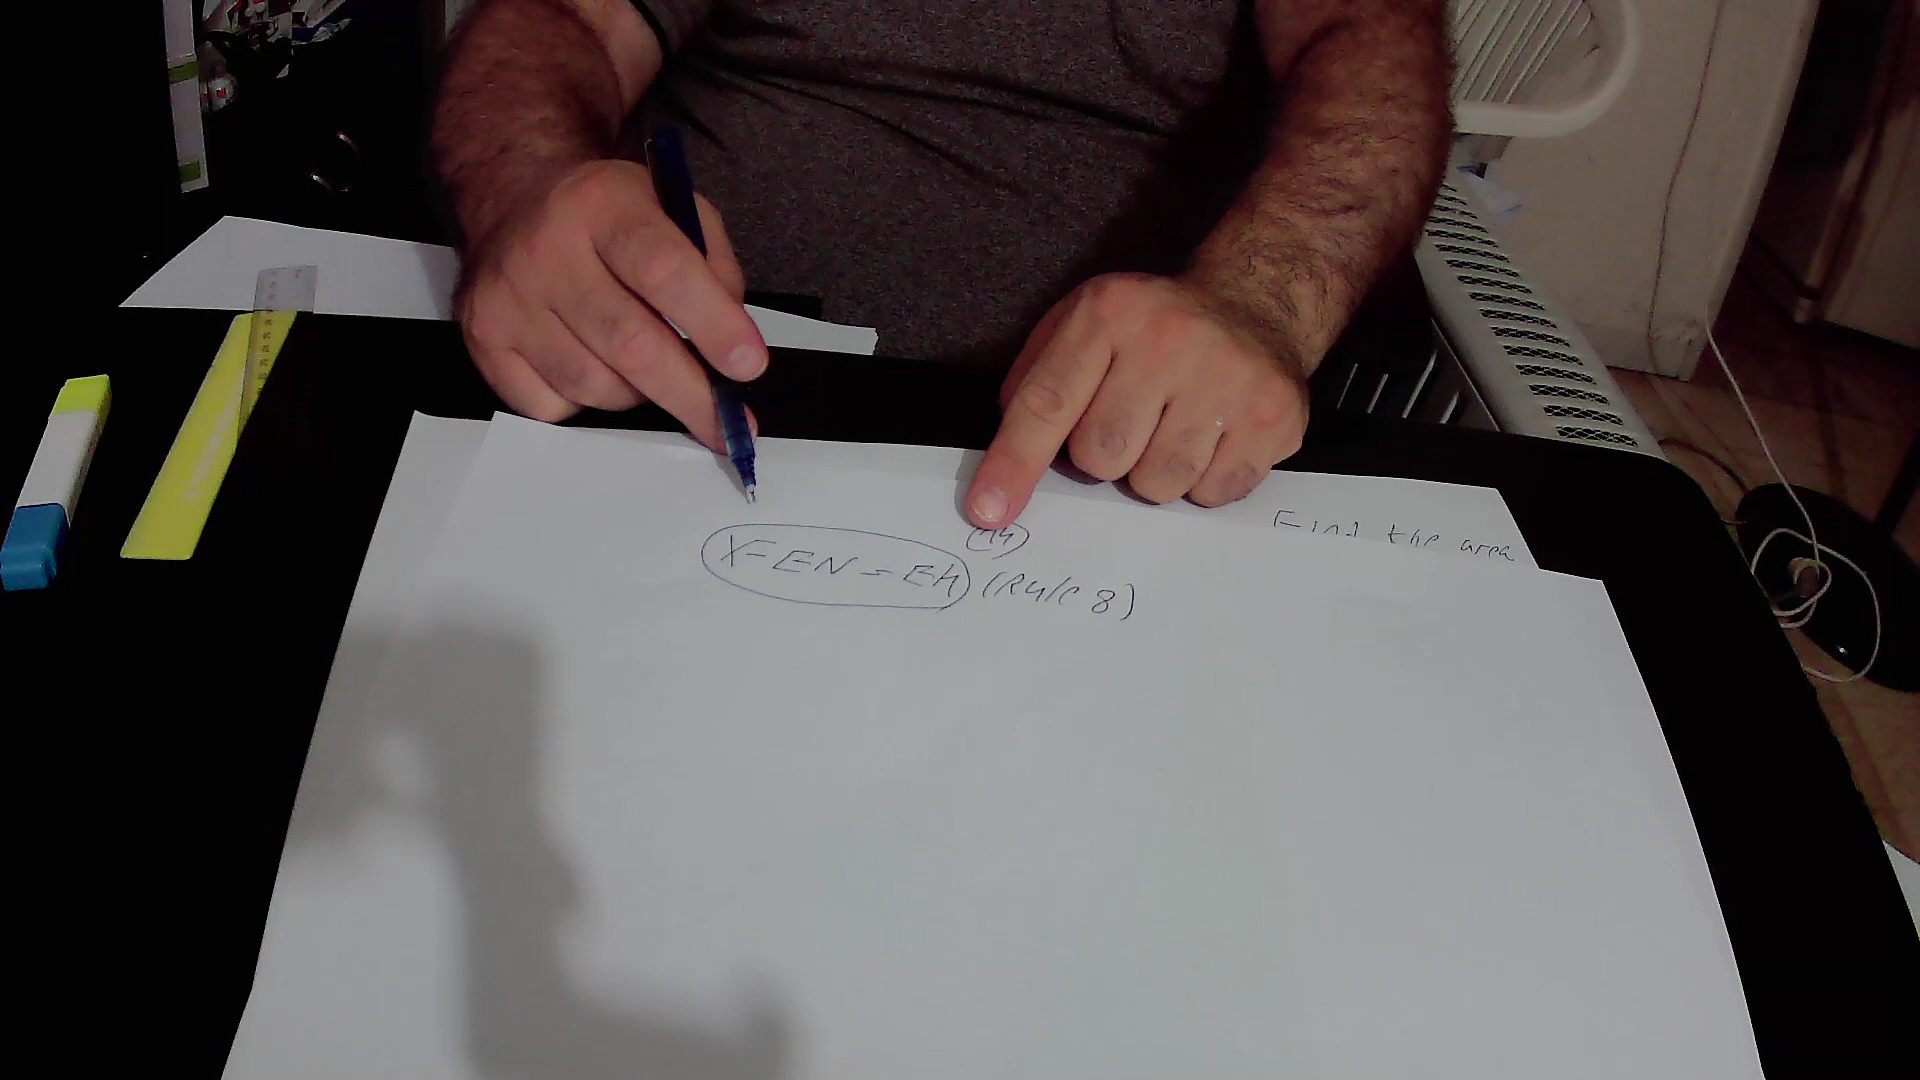 Find the area
14
X=EN=EH (Rule 8)